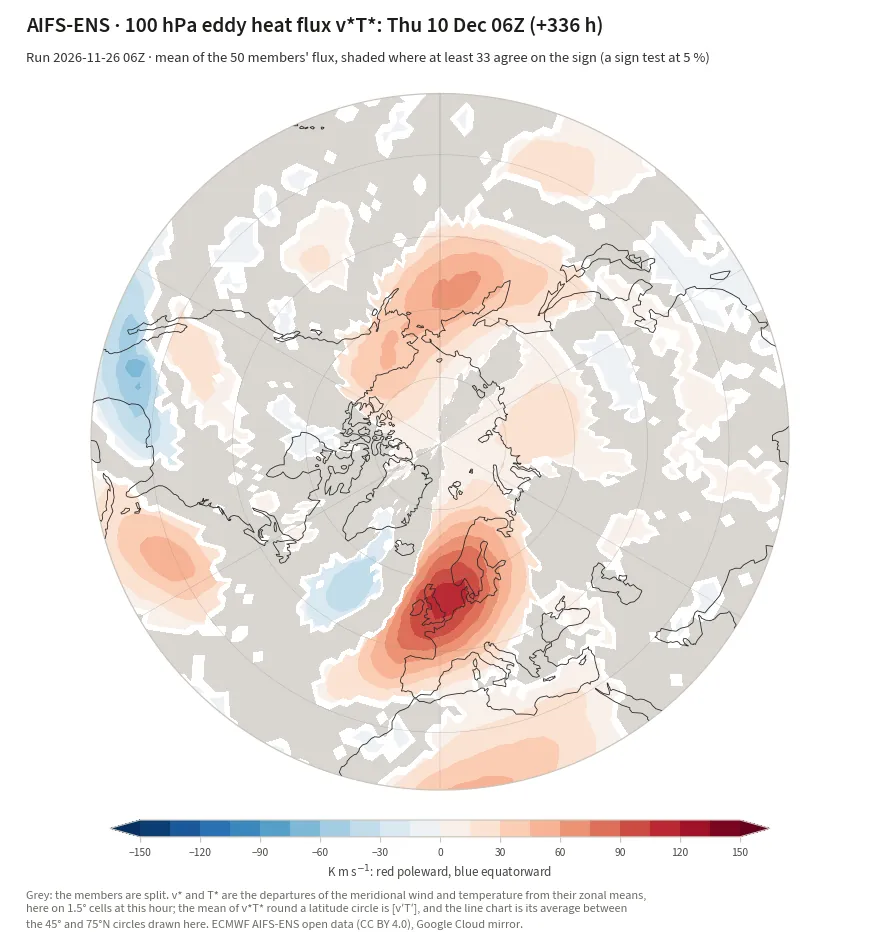 AIFS-ENS · 100 hPa eddy heat flux v*T*: Thu 10 Dec 06Z (+336 h)
Run 2026-11-26 06Z · mean of the 50 members' flux, shaded where at least 33 agree on the sign (a sign test at 5 %)
−150 −120 −90 −60 −30 0 30 60 90 120 150
K m s⁻¹: red poleward, blue equatorward
Grey: the members are split. v* and T* are the departures of the meridional wind and temperature from their zonal means,
here on 1.5° cells at this hour; the mean of v*T* round a latitude circle is [v'T'], and the line chart is its average between
the 45° and 75°N circles drawn here. ECMWF AIFS-ENS open data (CC BY 4.0), Google Cloud mirror.